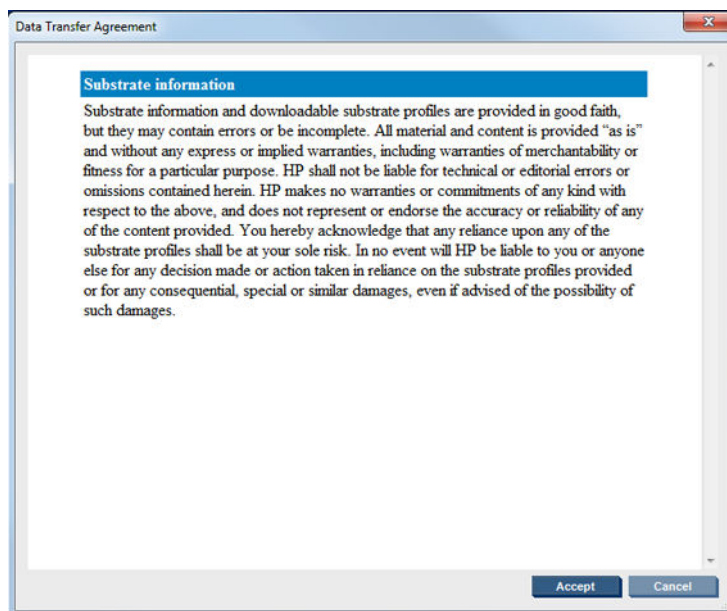 Data Transfer Agreement
Substrate information
Substrate information and downloadable substrate profiles are provided in good faith,
but they may contain errors or be incomplete. All material and content is provided “as is”
and without any express or implied warranties, including warranties of merchantability or
fitness for a particular purpose. HP shall not be liable for technical or editorial errors or
omissions contained herein. HP makes no warranties or commitments of any kind with
respect to the above, and does not represent or endorse the accuracy or reliability of any
of the content provided. You hereby acknowledge that any reliance upon any of the
substrate profiles shall be at your sole risk. In no event will HP be liable to you or anyone
else for any decision made or action taken in reliance on the substrate profiles provided
or for any consequential, special or similar damages, even if advised of the possibility of
such damages.
Accept Cancel